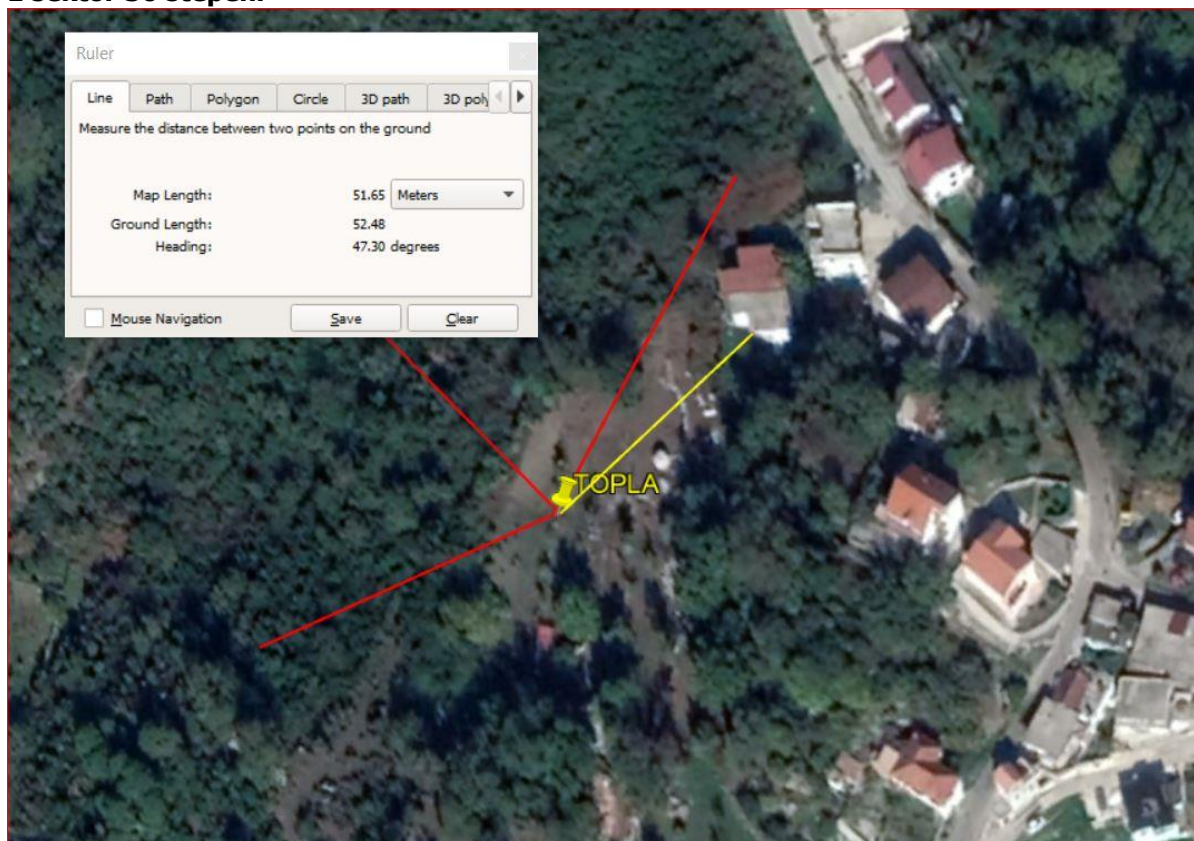 Ruler
Line Path Polygon Circle 3D path
Measure the distance between two points on the ground
Map Length: 51.65 Meters
Ground Length: 52.48
Heading: 47.30 degrees
Mouse Navigation Save Clear
TOPLA